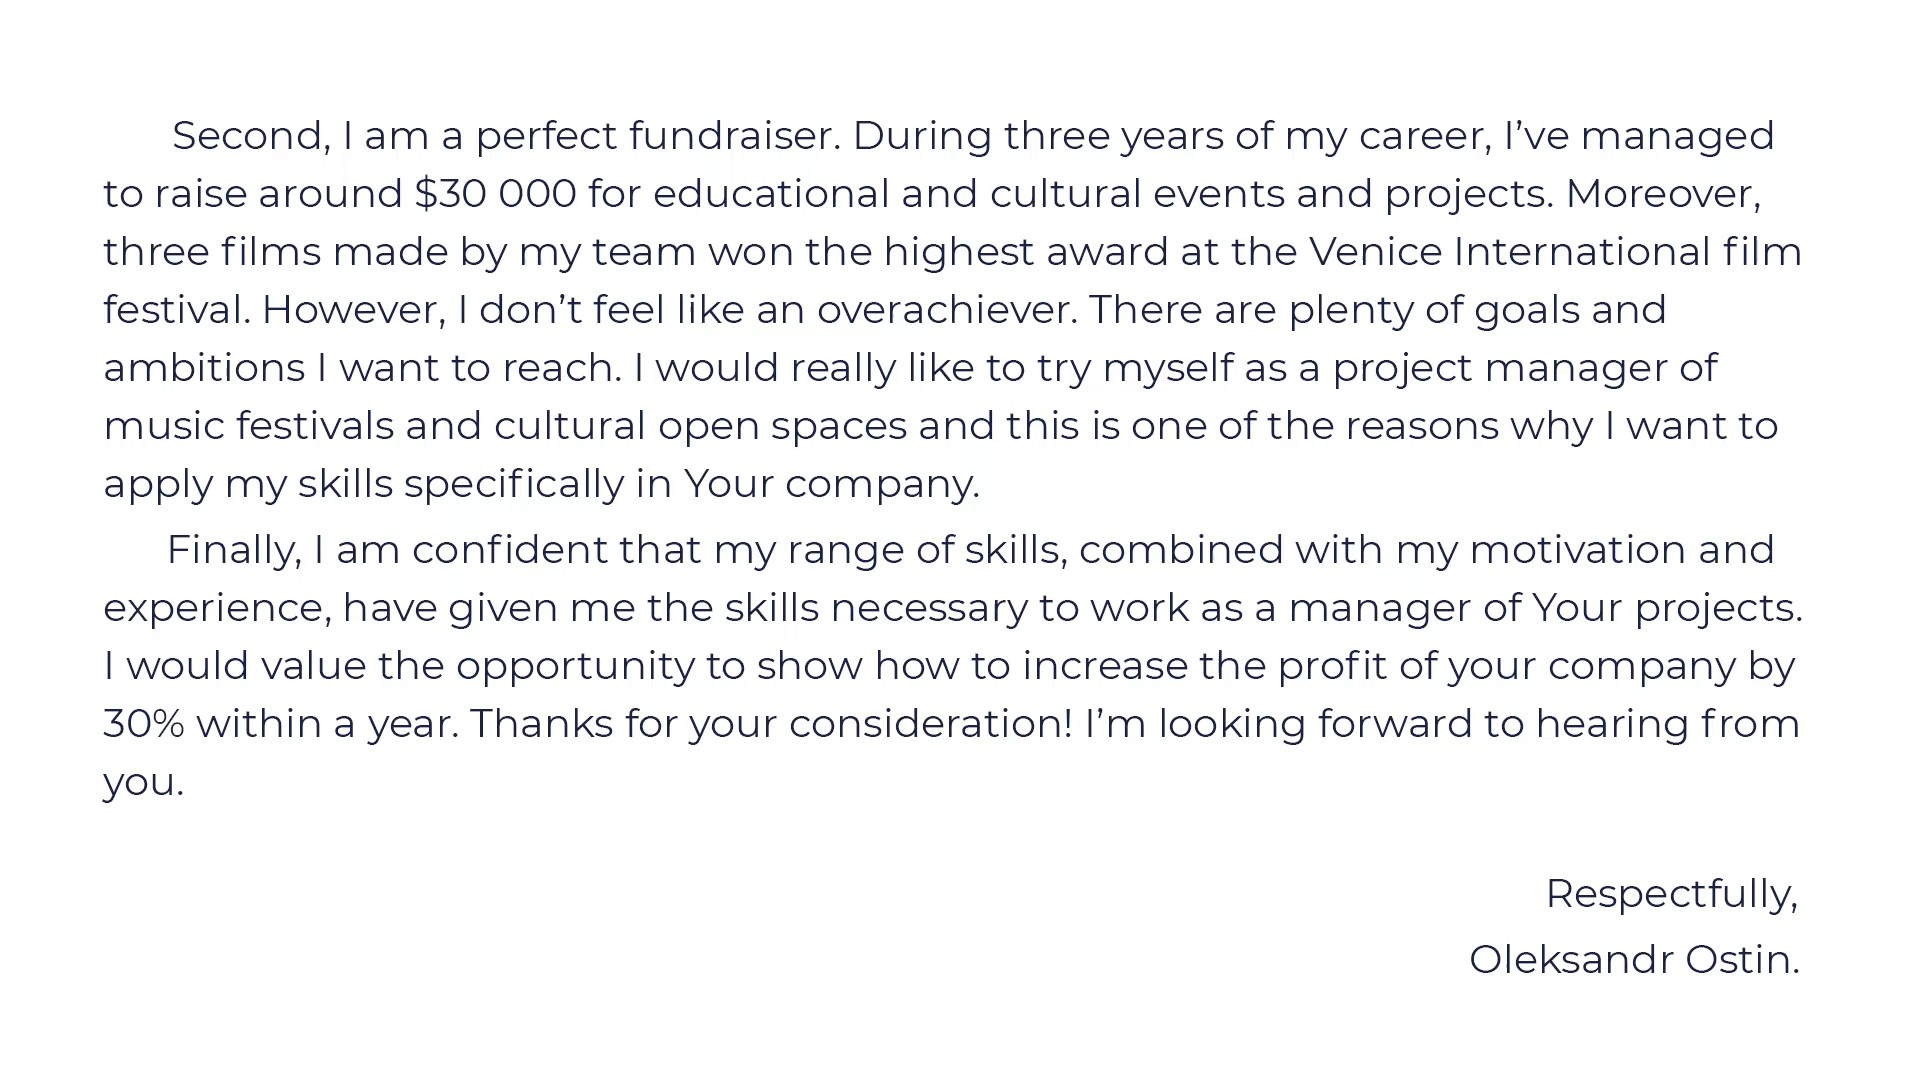 Second, I am a perfect fundraiser. During three years of my career, I’ve managed
to raise around $30 000 for educational and cultural events and projects. Moreover,
three films made by my team won the highest award at the Venice International film
festival. However, I don’t feel like an overachiever. There are plenty of goals and
ambitions I want to reach. I would really like to try myself as a project manager of
music festivals and cultural open spaces and this is one of the reasons why I want to
apply my skills specifically in Your company.
Finally, I am confident that my range of skills, combined with my motivation and
experience, have given me the skills necessary to work as a manager of Your projects.
I would value the opportunity to show how to increase the profit of your company by
30% within a year. Thanks for your consideration! I’m looking forward to hearing from
you.
Respectfully,
Oleksandr Ostin.